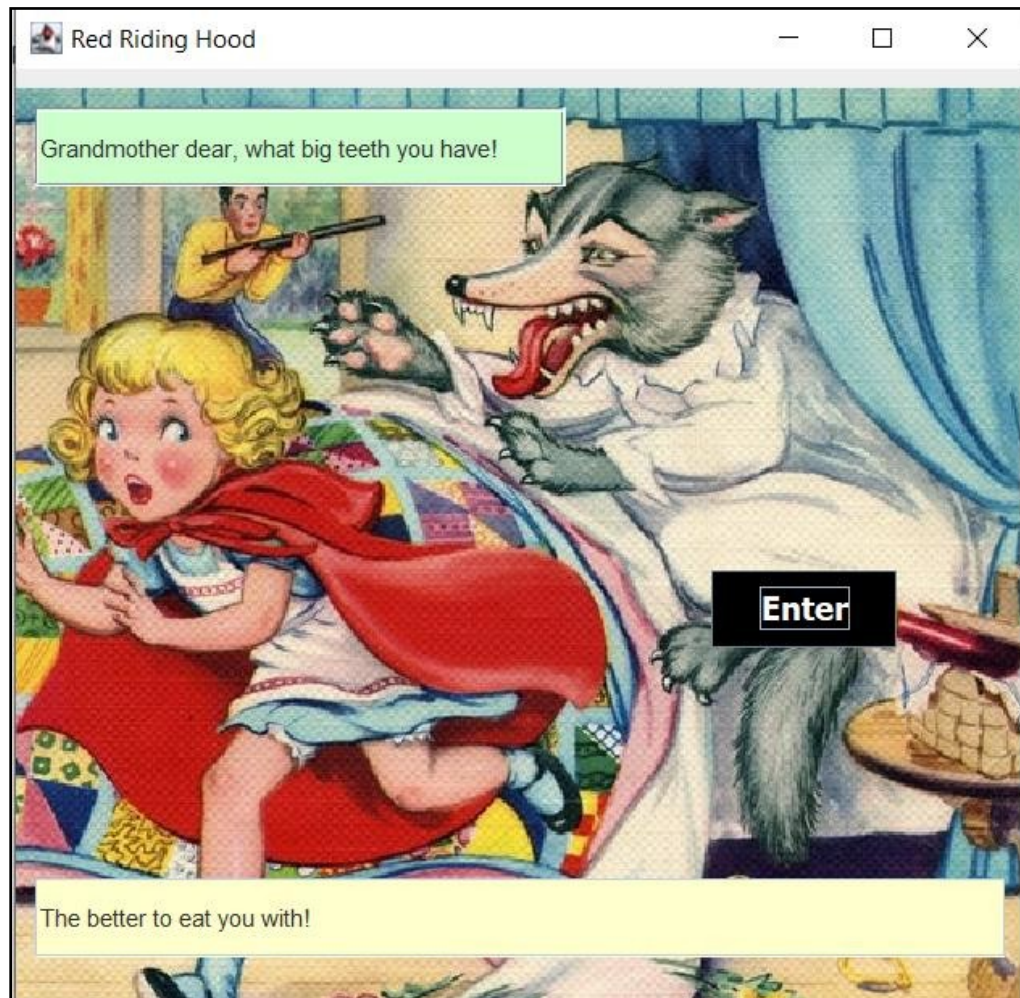 Red Riding Hood
Grandmother dear, what big teeth you have!
Enter
The better to eat you with!